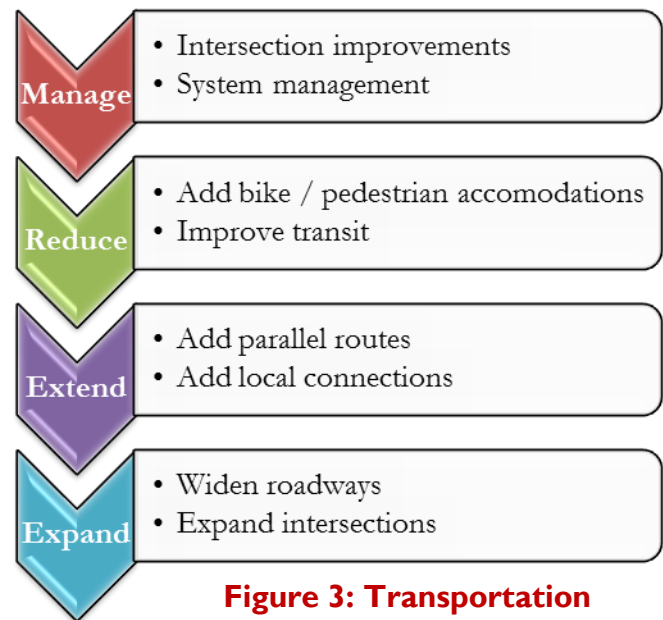 Manage
• Intersection improvements
• System management
Reduce
• Add bike / pedestrian accomodations
• Improve transit
Extend
• Add parallel routes
• Add local connections
Expand
• Widen roadways
• Expand intersections
Figure 3: Transportation